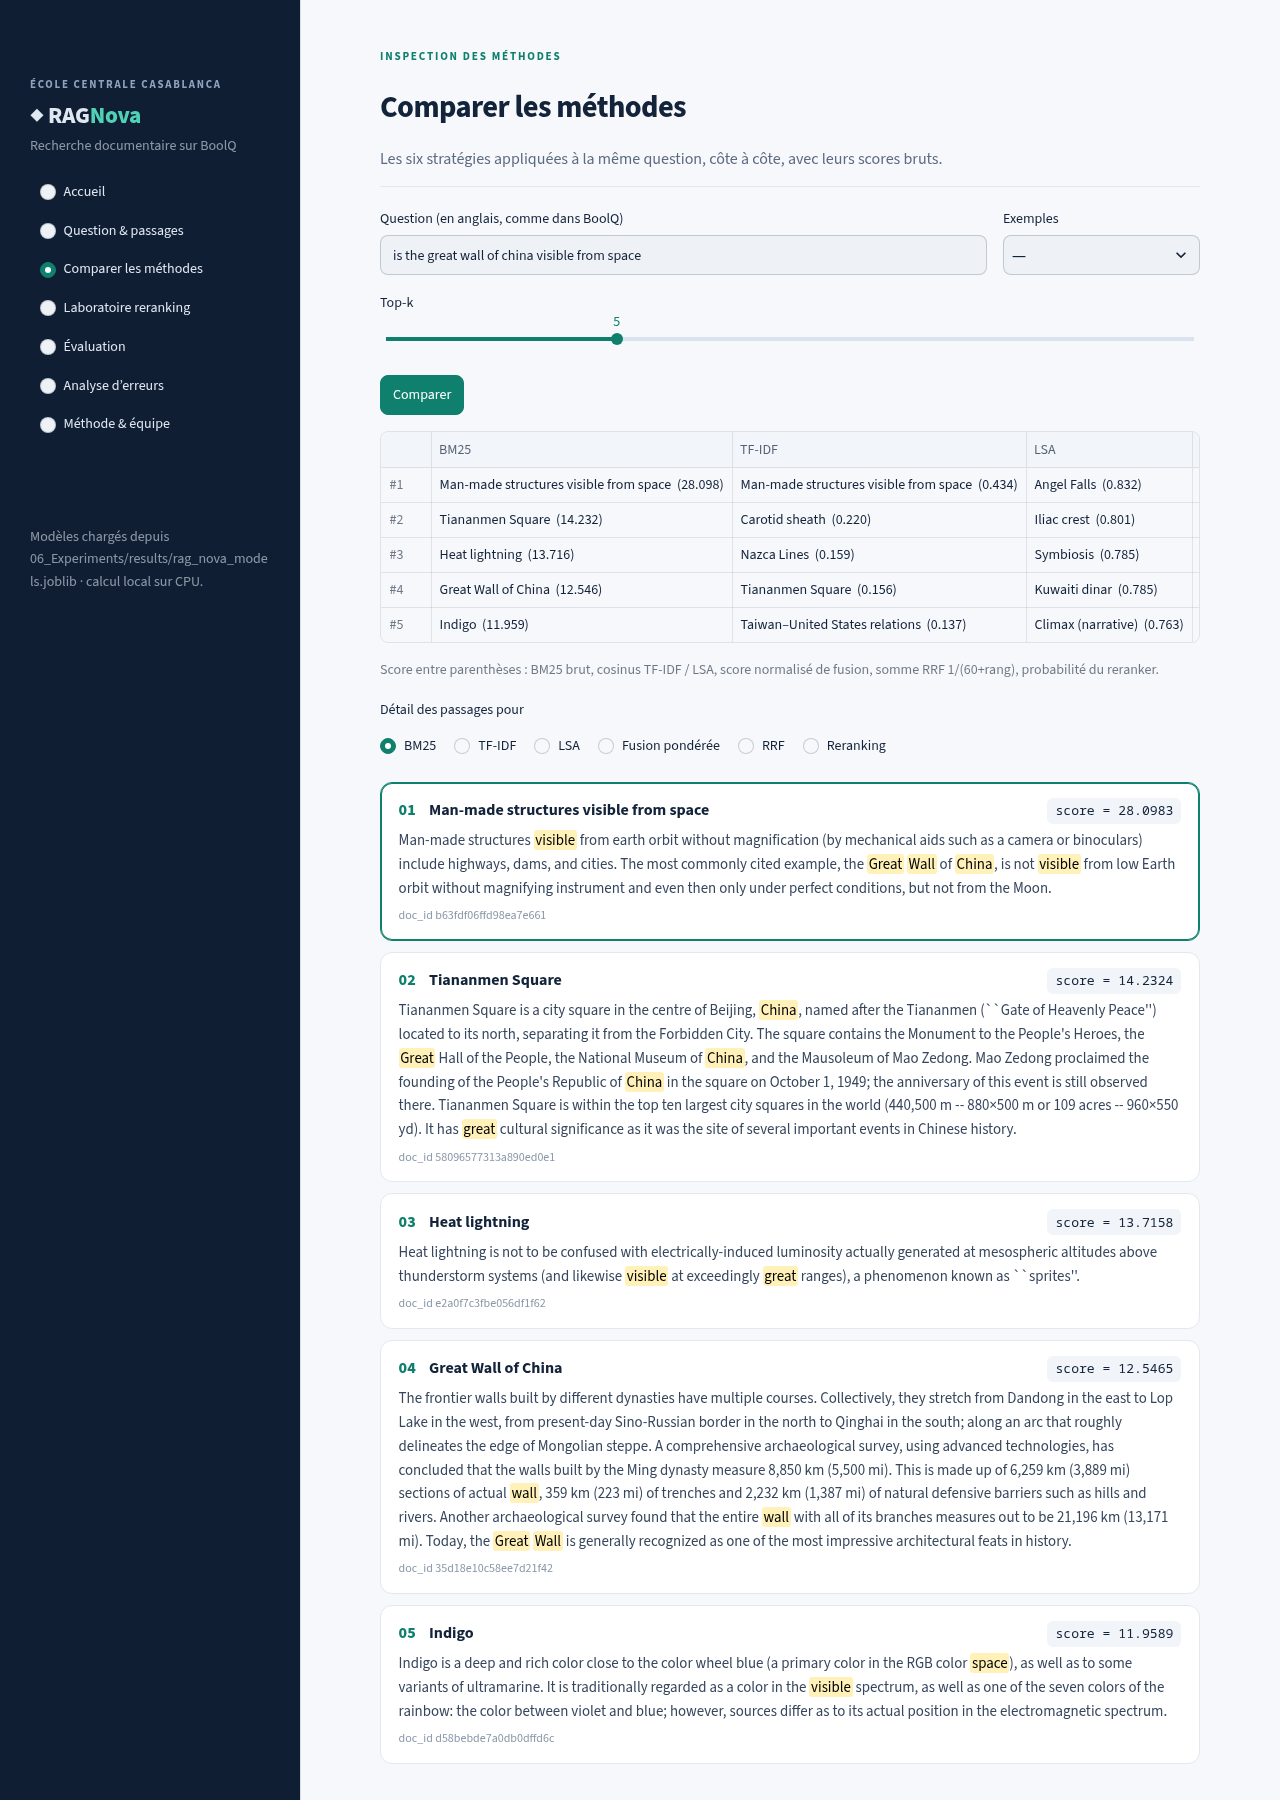 ÉCOLE CENTRALE CASABLANCA
◆ RAGNova
Recherche documentaire sur BoolQ
Accueil
Question & passages
Comparer les méthodes
Laboratoire reranking
Évaluation
Analyse d’erreurs
Méthode & équipe
Modèles chargés depuis
06_Experiments/results/rag_nova_mode
ls.joblib · calcul local sur CPU.
INSPECTION DES MÉTHODES
Comparer les méthodes
Les six stratégies appliquées à la même question, côte à côte, avec leurs scores bruts.
Question (en anglais, comme dans BoolQ)
Exemples
is the great wall of china visible from space
—
Top-k
5
Comparer
BM25 TF-IDF LSA
#1 Man-made structures visible from space (28.098) Man-made structures visible from space (0.434) Angel Falls (0.832)
#2 Tiananmen Square (14.232) Carotid sheath (0.220) Iliac crest (0.801)
#3 Heat lightning (13.716) Nazca Lines (0.159) Symbiosis (0.785)
#4 Great Wall of China (12.546) Tiananmen Square (0.156) Kuwaiti dinar (0.785)
#5 Indigo (11.959) Taiwan–United States relations (0.137) Climax (narrative) (0.763)
Score entre parenthèses : BM25 brut, cosinus TF-IDF / LSA, score normalisé de fusion, somme RRF 1/(60+rang), probabilité du reranker.
Détail des passages pour
BM25 TF-IDF LSA Fusion pondérée RRF Reranking
01 Man-made structures visible from space score = 28.0983
Man-made structures visible from earth orbit without magnification (by mechanical aids such as a camera or binoculars)
include highways, dams, and cities. The most commonly cited example, the Great Wall of China, is not visible from low Earth
orbit without magnifying instrument and even then only under perfect conditions, but not from the Moon.
doc_id b63fdf06ffd98ea7e661
02 Tiananmen Square score = 14.2324
Tiananmen Square is a city square in the centre of Beijing, China, named after the Tiananmen (``Gate of Heavenly Peace'')
located to its north, separating it from the Forbidden City. The square contains the Monument to the People's Heroes, the
Great Hall of the People, the National Museum of China, and the Mausoleum of Mao Zedong. Mao Zedong proclaimed the
founding of the People's Republic of China in the square on October 1, 1949; the anniversary of this event is still observed
there. Tiananmen Square is within the top ten largest city squares in the world (440,500 m -- 880×500 m or 109 acres -- 960×550
yd). It has great cultural significance as it was the site of several important events in Chinese history.
doc_id 58096577313a890ed0e1
03 Heat lightning score = 13.7158
Heat lightning is not to be confused with electrically-induced luminosity actually generated at mesospheric altitudes above
thunderstorm systems (and likewise visible at exceedingly great ranges), a phenomenon known as ``sprites''.
doc_id e2a0f7c3fbe056df1f62
04 Great Wall of China score = 12.5465
The frontier walls built by different dynasties have multiple courses. Collectively, they stretch from Dandong in the east to Lop
Lake in the west, from present-day Sino-Russian border in the north to Qinghai in the south; along an arc that roughly
delineates the edge of Mongolian steppe. A comprehensive archaeological survey, using advanced technologies, has
concluded that the walls built by the Ming dynasty measure 8,850 km (5,500 mi). This is made up of 6,259 km (3,889 mi)
sections of actual wall, 359 km (223 mi) of trenches and 2,232 km (1,387 mi) of natural defensive barriers such as hills and
rivers. Another archaeological survey found that the entire wall with all of its branches measures out to be 21,196 km (13,171
mi). Today, the Great Wall is generally recognized as one of the most impressive architectural feats in history.
doc_id 35d18e10c58ee7d21f42
05 Indigo score = 11.9589
Indigo is a deep and rich color close to the color wheel blue (a primary color in the RGB color space), as well as to some
variants of ultramarine. It is traditionally regarded as a color in the visible spectrum, as well as one of the seven colors of the
rainbow: the color between violet and blue; however, sources differ as to its actual position in the electromagnetic spectrum.
doc_id d58bebde7a0db0dffd6c